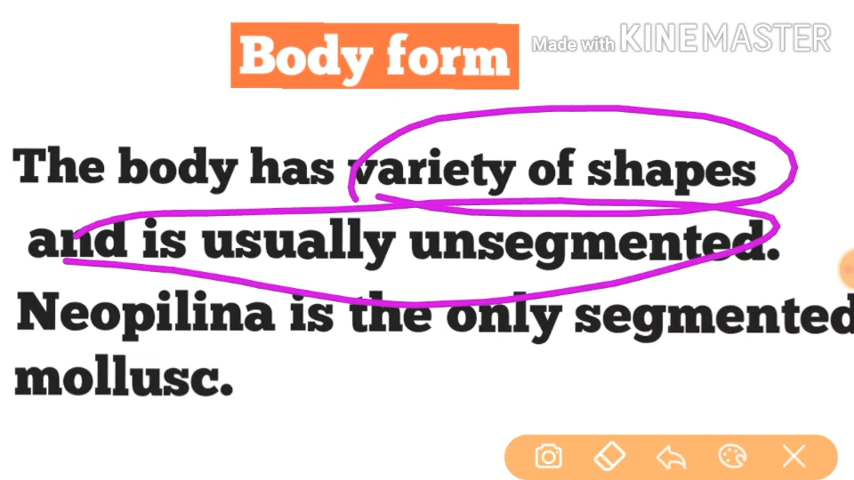 Body form
Made with KINEMASTER
The body has variety of shapes
and is usually unsegmented.
Neopilina is the only segmented
mollusc.